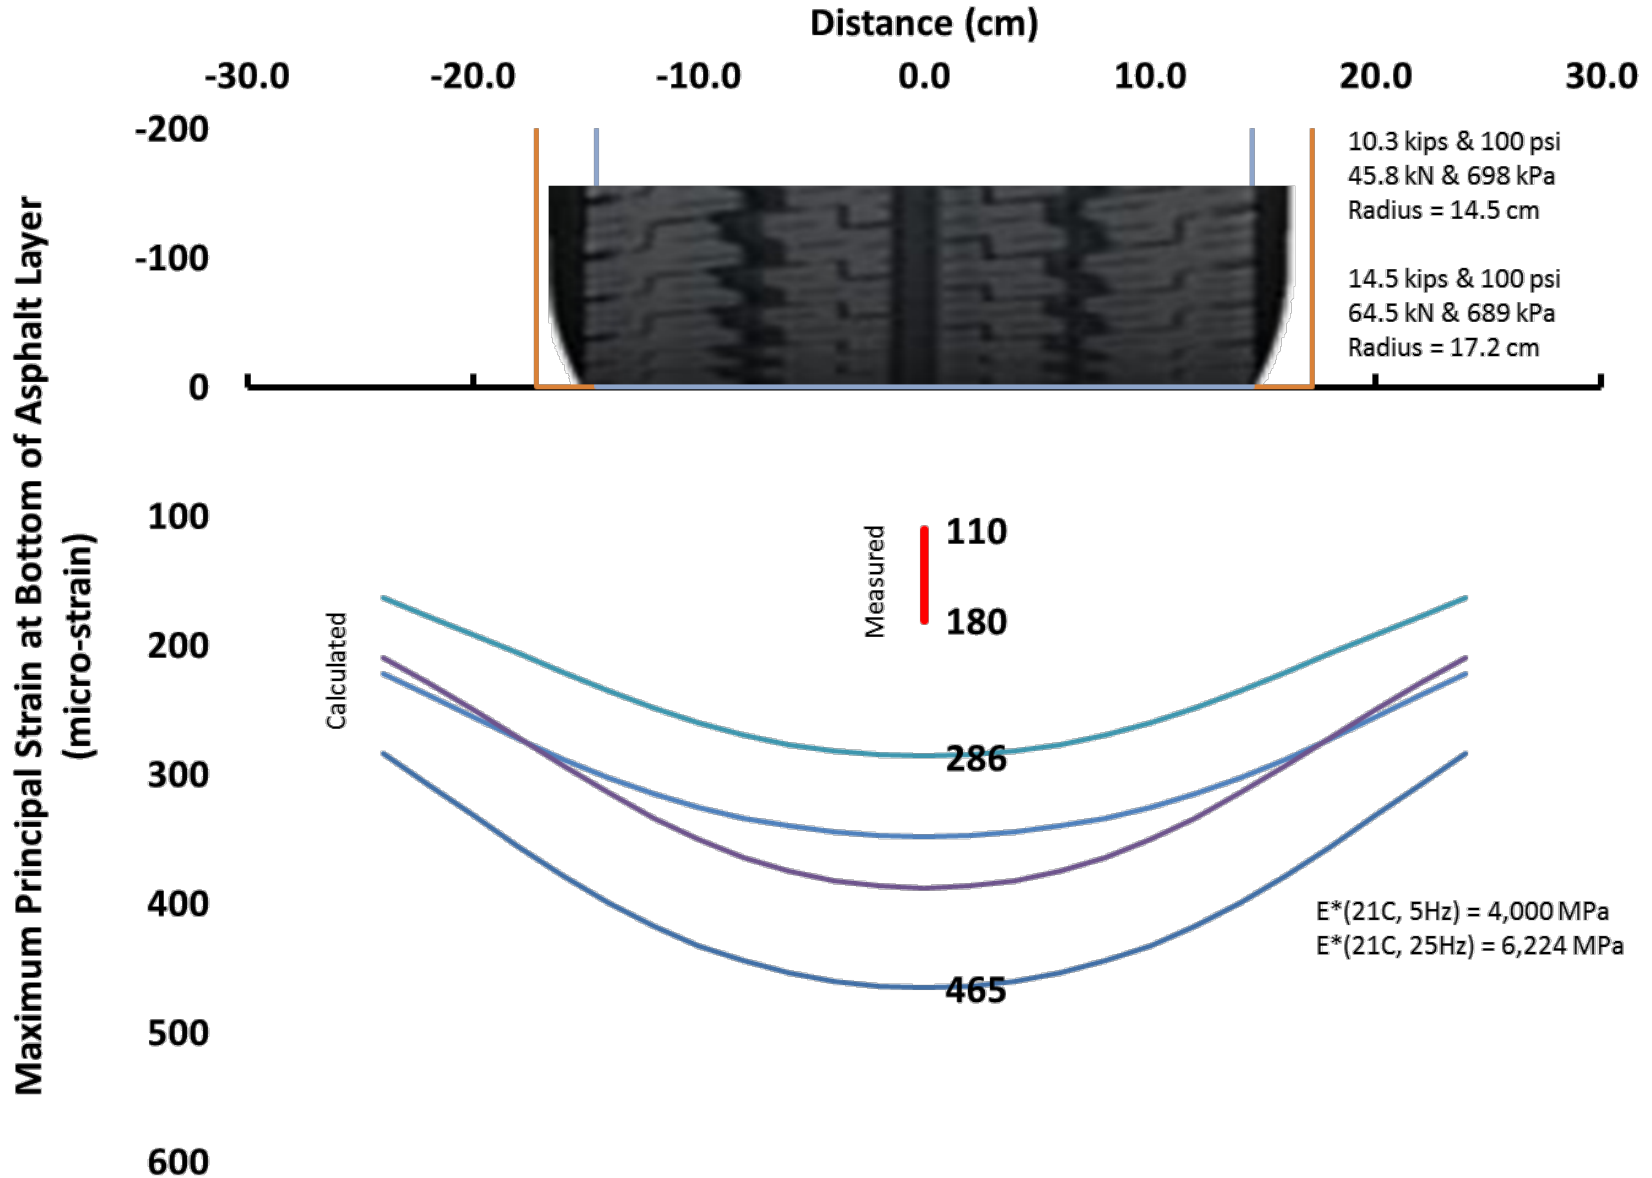 Distance (cm)
-30.0 -20.0 -10.0 0.0 10.0 20.0 30.0
Maximum Principal Strain at Bottom of Asphalt Layer
(micro-strain)
-200
-100
0
100
200
300
400
500
600
10.3 kips & 100 psi
45.8 kN & 698 kPa
Radius = 14.5 cm
14.5 kips & 100 psi
64.5 kN & 689 kPa
Radius = 17.2 cm
Measured
110
180
Calculated
286
465
E*(21C, 5Hz) = 4,000 MPa
E*(21C, 25Hz) = 6,224 MPa